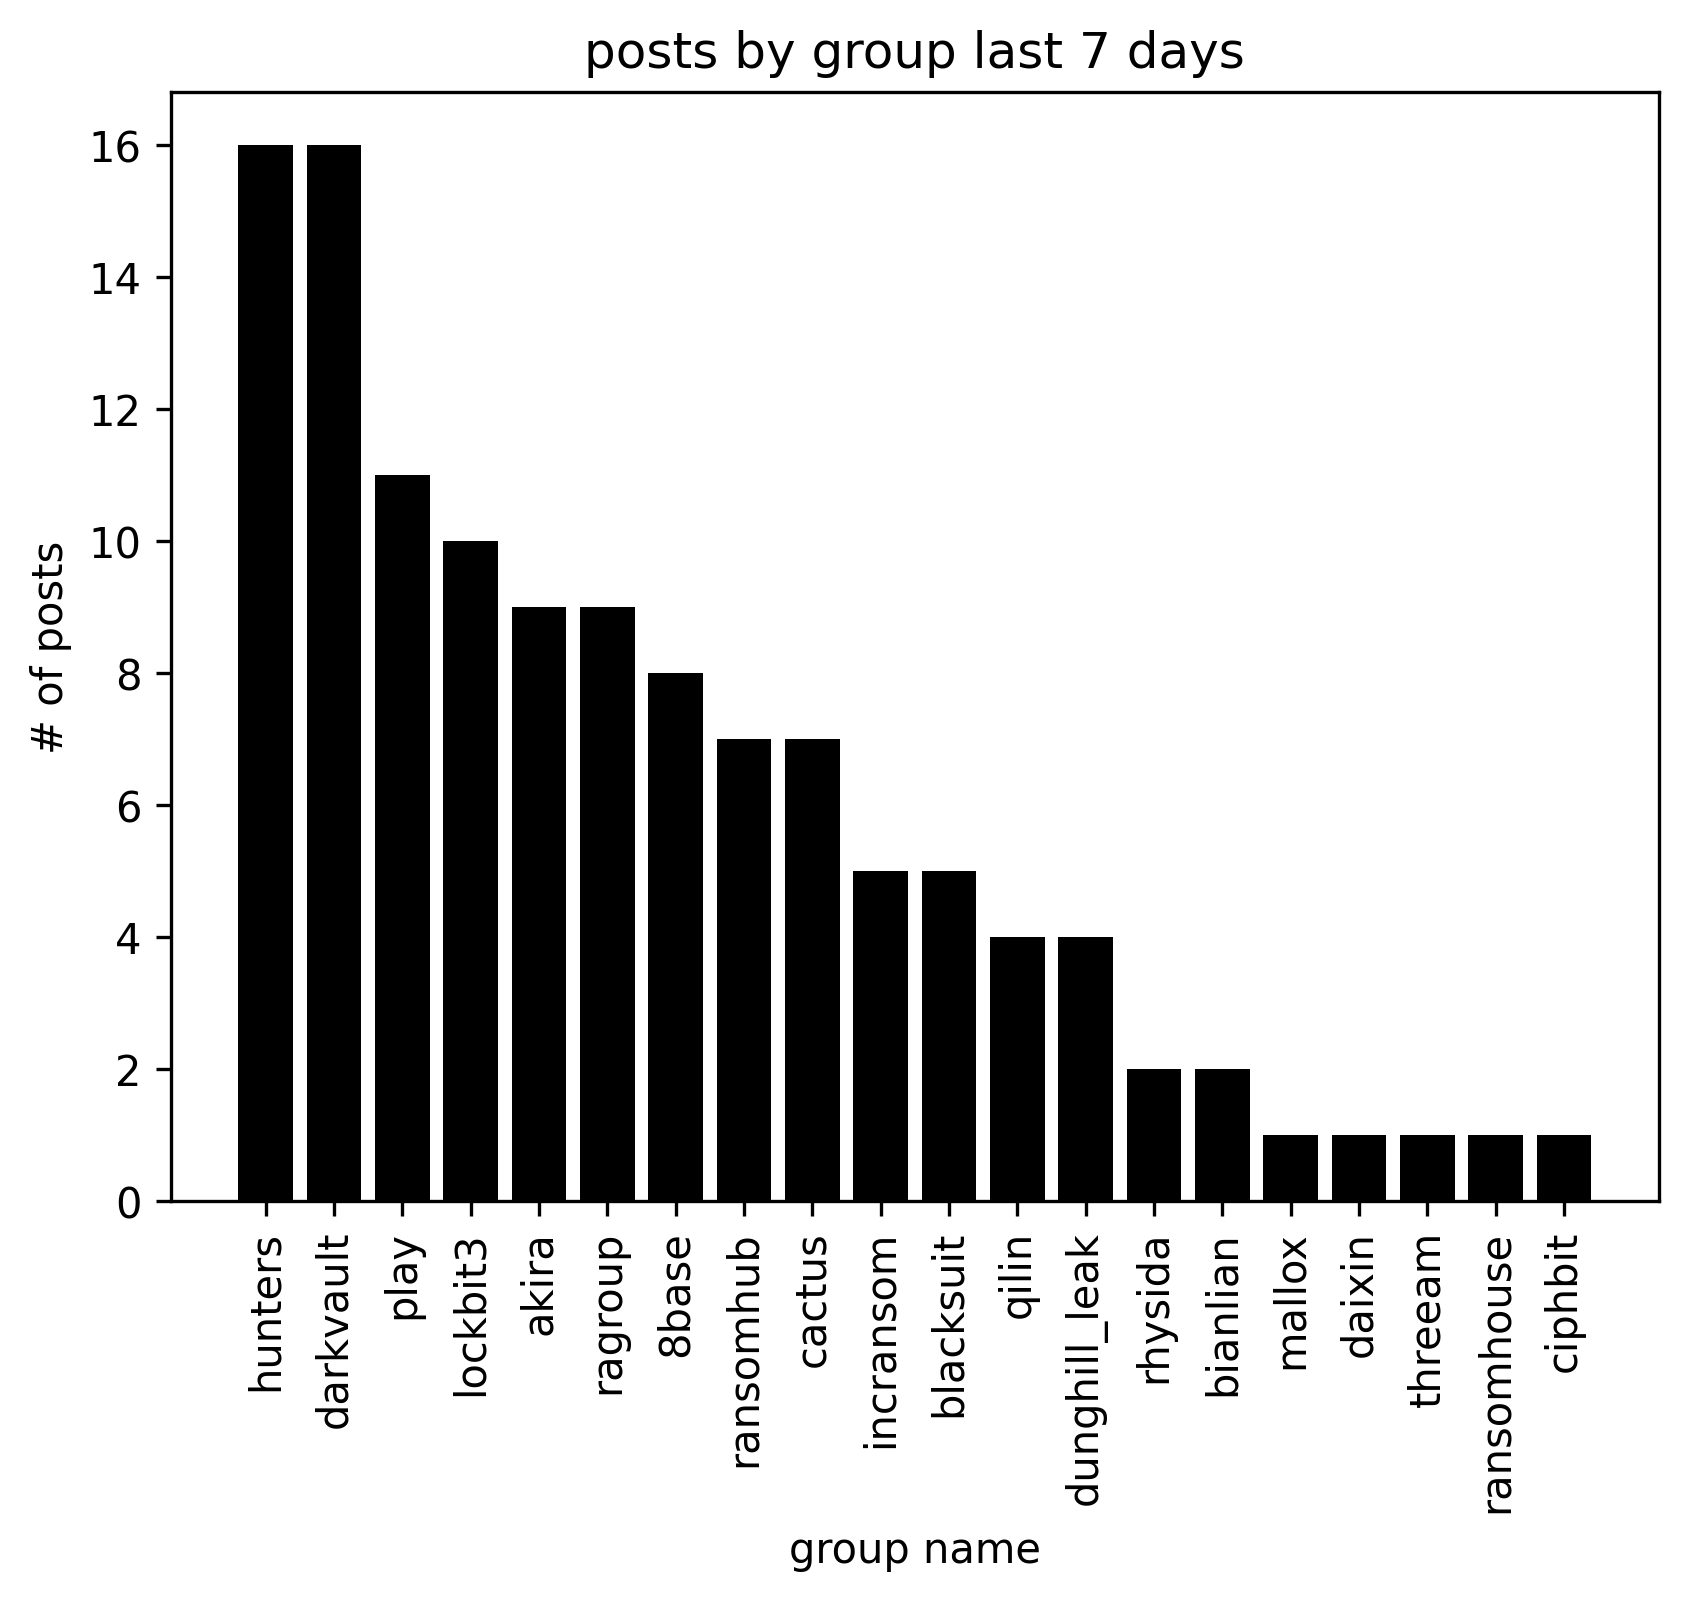 posts by group last 7 days
16
14
12
10
8
6
4
2
0
# of posts
hunters
darkvault
play
lockbit3
akira
ragroup
8base
ransomhub
cactus
incransom
blacksuit
qilin
dunghill_leak
rhysida
bianlian
mallox
daixin
threeam
ransomhouse
ciphbit
group name